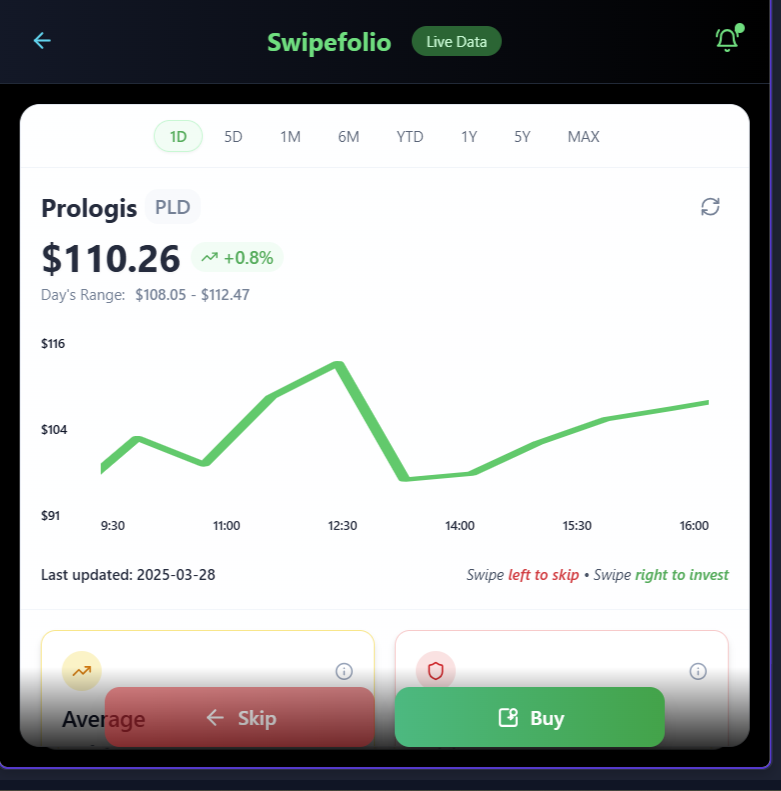 Swipefolio Live Data
1D 5D 1M 6M YTD 1Y 5Y MAX
Prologis PLD
$110.26 +0.8%
Day's Range: $108.05 - $112.47
$116
$104
$91
9:30 11:00 12:30 14:00 15:30 16:00
Last updated: 2025-03-28 Swipe left to skip • Swipe right to invest
Average
Skip
Buy